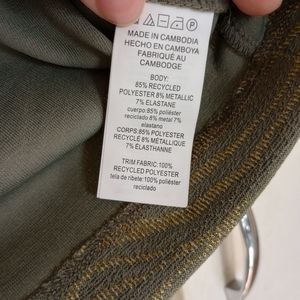 MADE IN CAMBODIA
HECHO EN CAMBOYA
FABRIQUÉ AU
CAMBODGE
BODY:
85% RECYCLED
POLYESTER 8% METALLIC
7% ELASTANE
cuerpo:85% poliéster
reciclado 8% metal 7%
elastano
CORPS:85% POLYESTER
RECYCLÉ 8% MÉTALLIQUE
7% ÉLASTHANNE
TRIM FABRIC:100%
RECYCLED POLYESTER
tela de ribete:100% poliéster
reciclado